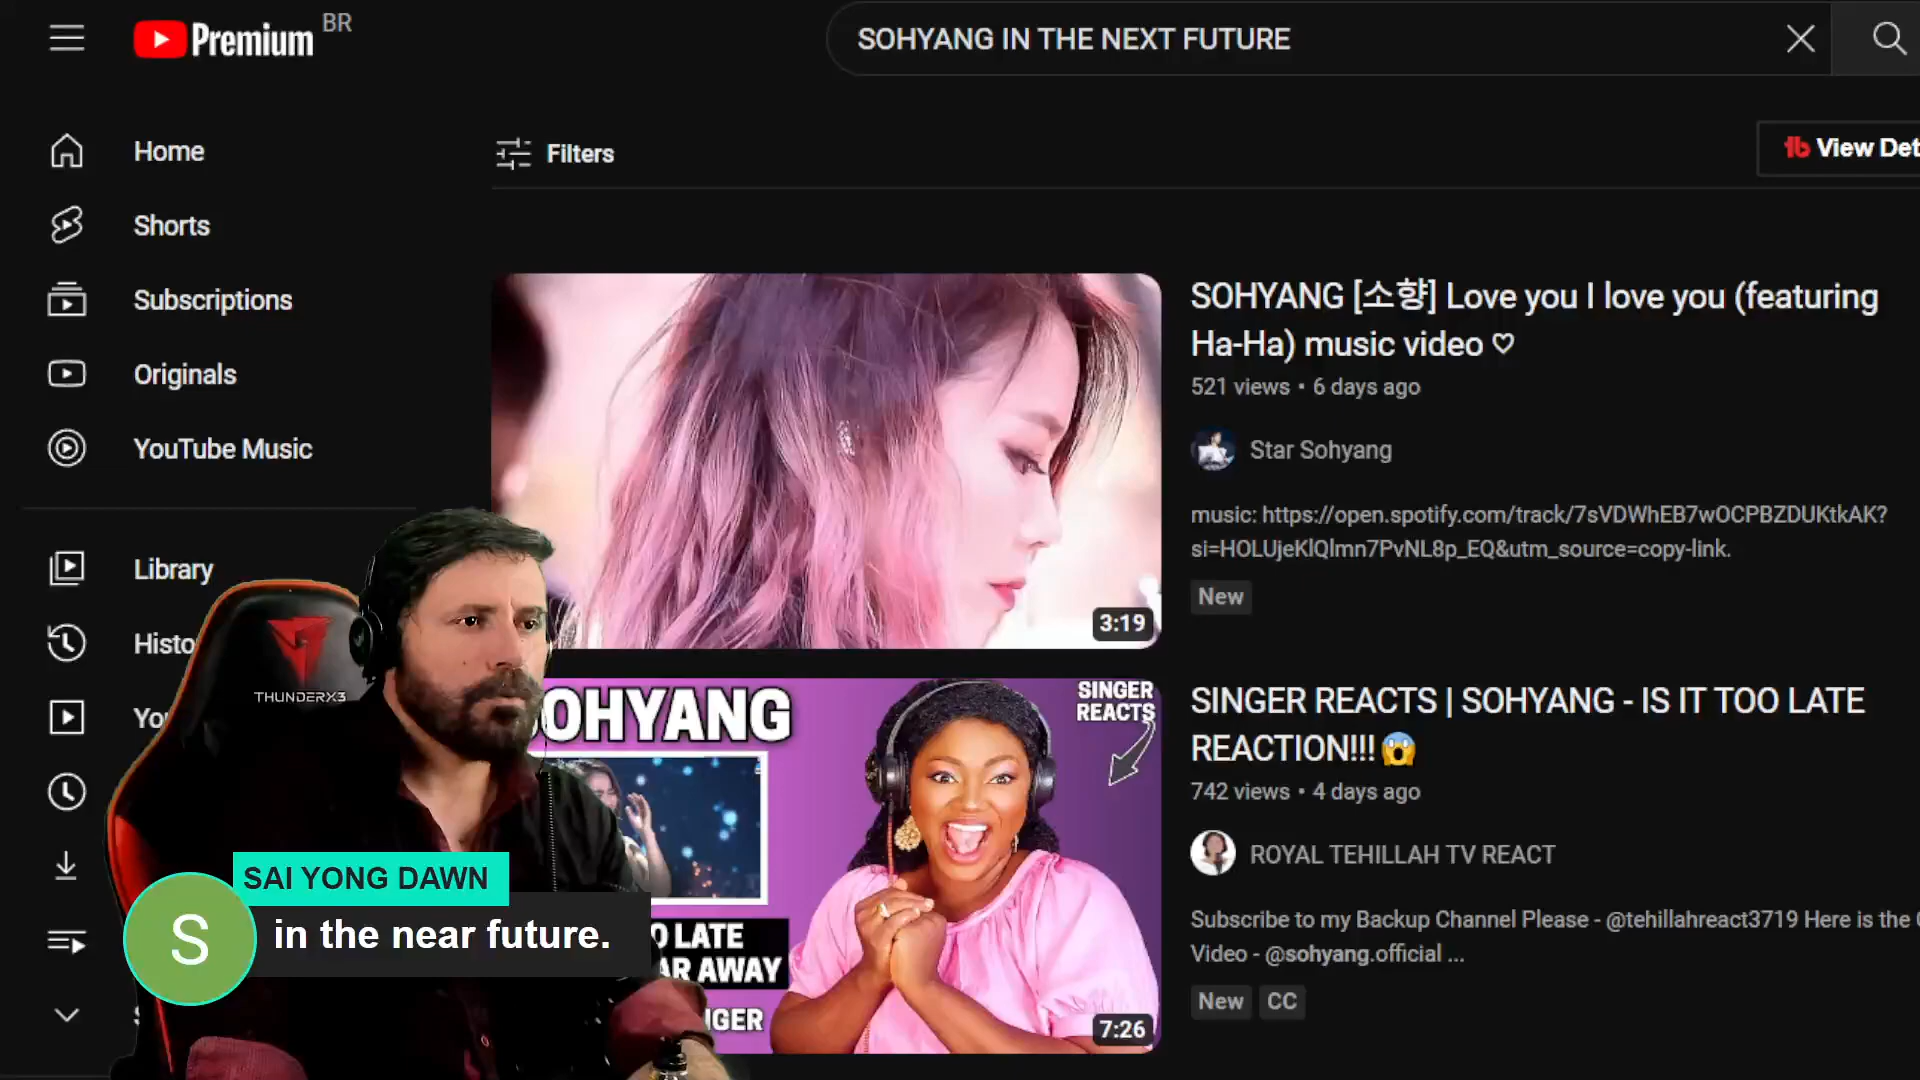 Premium BR
SOHYANG IN THE NEXT FUTURE
Home
Shorts
Subscriptions
Originals
YouTube Music
Library
Histo
You
Filters
View Det
3:19
SOHYANG [소향] Love you I love you (featuring
Ha-Ha) music video ♡
521 views • 6 days ago
Star Sohyang
music: https://open.spotify.com/track/7sVDWhEB7wOCPBZDUKtkAK?
si=HOLUjeKlQlmn7PvNL8p_EQ&utm_source=copy-link.
New
THUNDERX3
SOHYANG
SINGER
REACTS
O LATE
AR AWAY
NGER
7:26
SINGER REACTS | SOHYANG - IS IT TOO LATE
REACTION!!! 😱
742 views • 4 days ago
ROYAL TEHILLAH TV REACT
Subscribe to my Backup Channel Please - @tehillahreact3719 Here is the
Video - @sohyang.official ...
New CC
SAI YONG DAWN
S
in the near future.